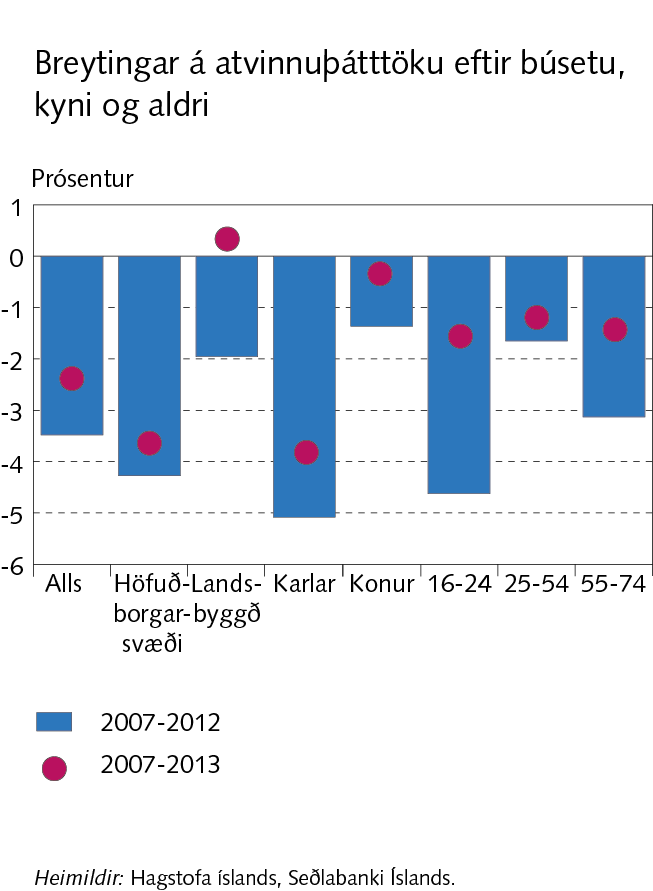 Breytingar á atvinnuþátttöku eftir búsetu,
kyni og aldri
Prósentur
1
0
-1
-2
-3
-4
-5
-6
Alls Höfuð- Lands- Karlar Konur 16-24 25-54 55-74
borgar- byggð
svæði
2007-2012
2007-2013
Heimildir: Hagstofa íslands, Seðlabanki Íslands.